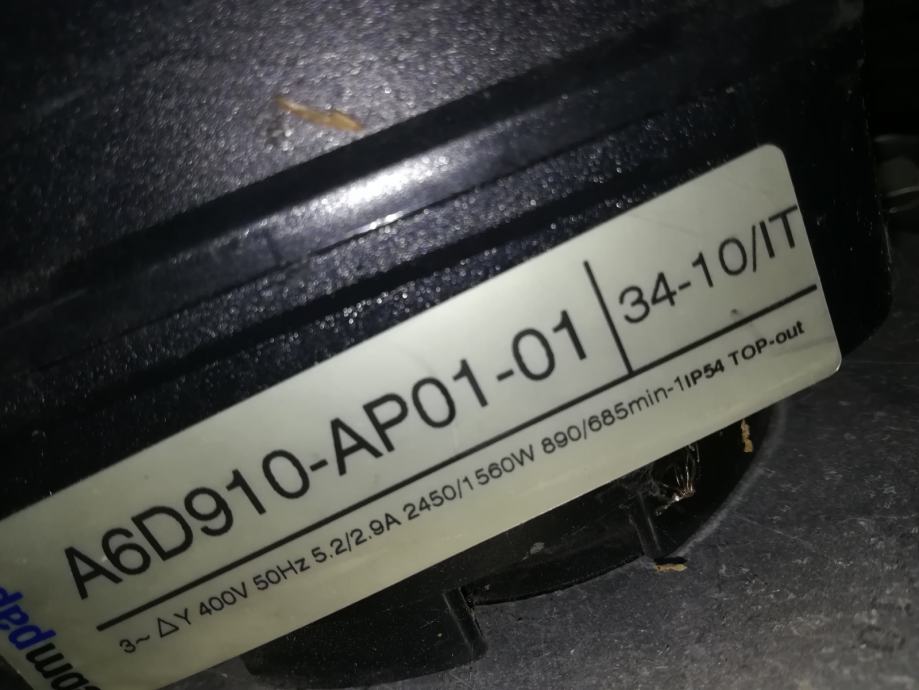 A6D910-AP01-01
34-10/IT
3~ ΔY 400V 50Hz 5.2/2.9A 2450/1560W 890/685min-1IP54 TOP-out